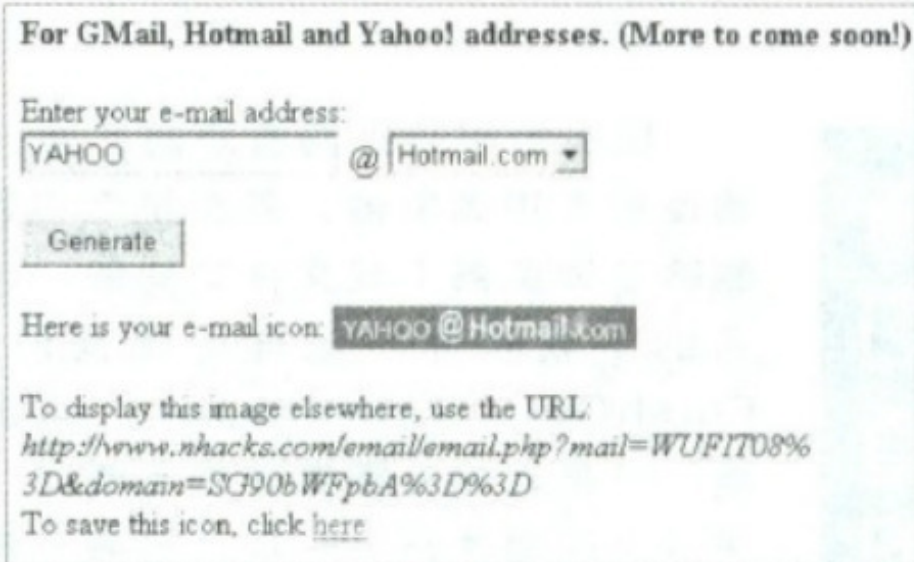 For GMail, Hotmail and Yahoo! addresses. (More to come soon!)
Enter your e-mail address:
YAHOO @ Hotmail.com
Generate
Here is your e-mail icon: YAHOO @ Hotmail.com
To display this image elsewhere, use the URL:
http://www.nhacks.com/email/email.php?mail=WUFIT08%
3D&domain=SG90bWFpbA%3D%3D
To save this icon, click here